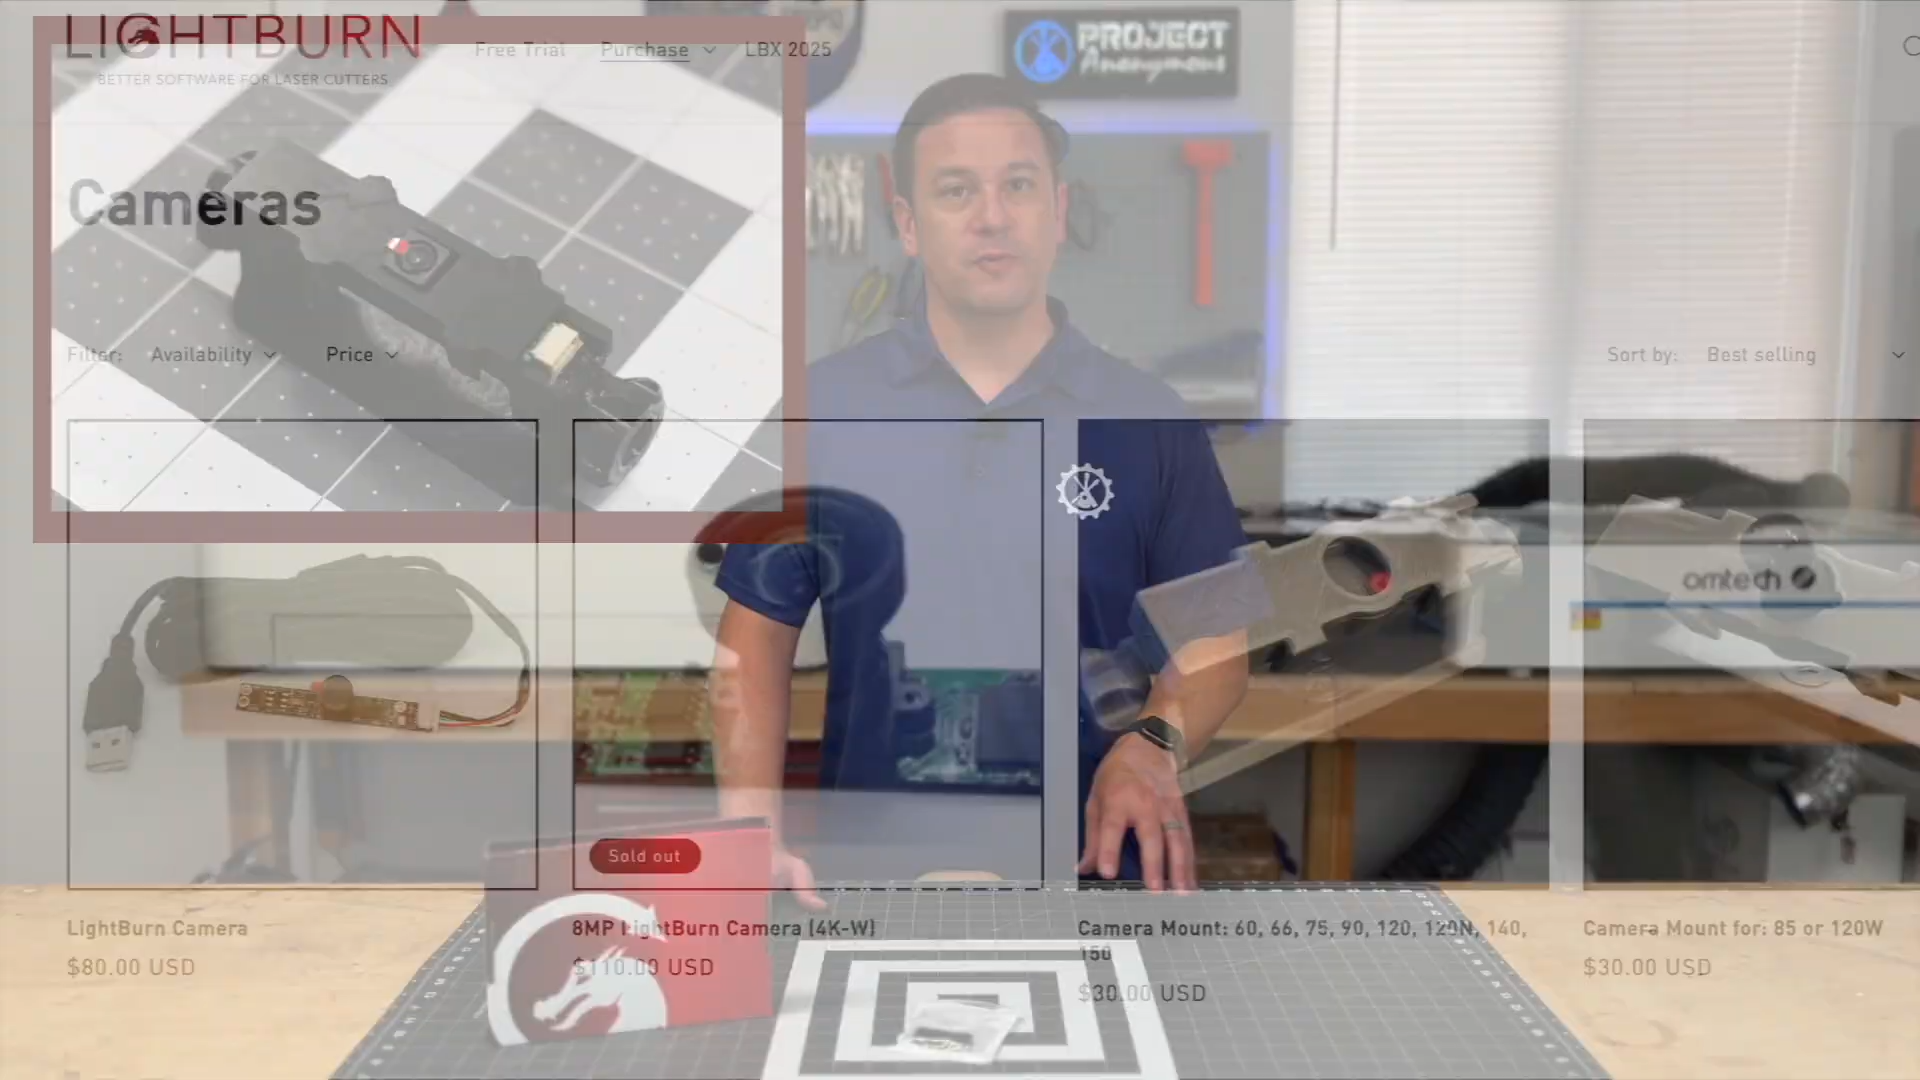 LIGHTBURN
BETTER SOFTWARE FOR LASER CUTTERS
Free Trial
Purchase
LBX 2025
PROJECT
Anonymous
Cameras
Filter:
Availability
Price
Sort by:
Best selling
omtech
Sold out
LightBurn Camera
$80.00 USD
8MP LightBurn Camera (4K-W)
$110.00 USD
Camera Mount: 60, 66, 75, 90, 120, 120N, 140,
150
$30.00 USD
Camera Mount for: 85 or 120W
$30.00 USD